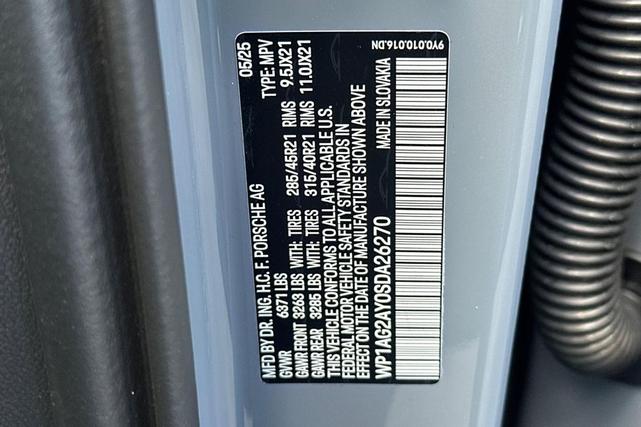 MFD BY DR. ING. H.C. F. PORSCHE AG 05/25
GVWR 6371 LBS TYPE: MPV
GAWR FRONT 3263 LBS WITH: TIRES 285/45R21 RIMS 9.5JX21
GAWR REAR 3285 LBS WITH: TIRES 315/40R21 RIMS 11.0JX21
THIS VEHICLE CONFORMS TO ALL APPLICABLE U.S.
FEDERAL MOTOR VEHICLE SAFETY STANDARDS IN
EFFECT ON DATE OF MANUFACTURE SHOWN ABOVE
WP1AG2AY0SDA26270 MADE IN SLOVAKIA
9Y0.010.016.DN